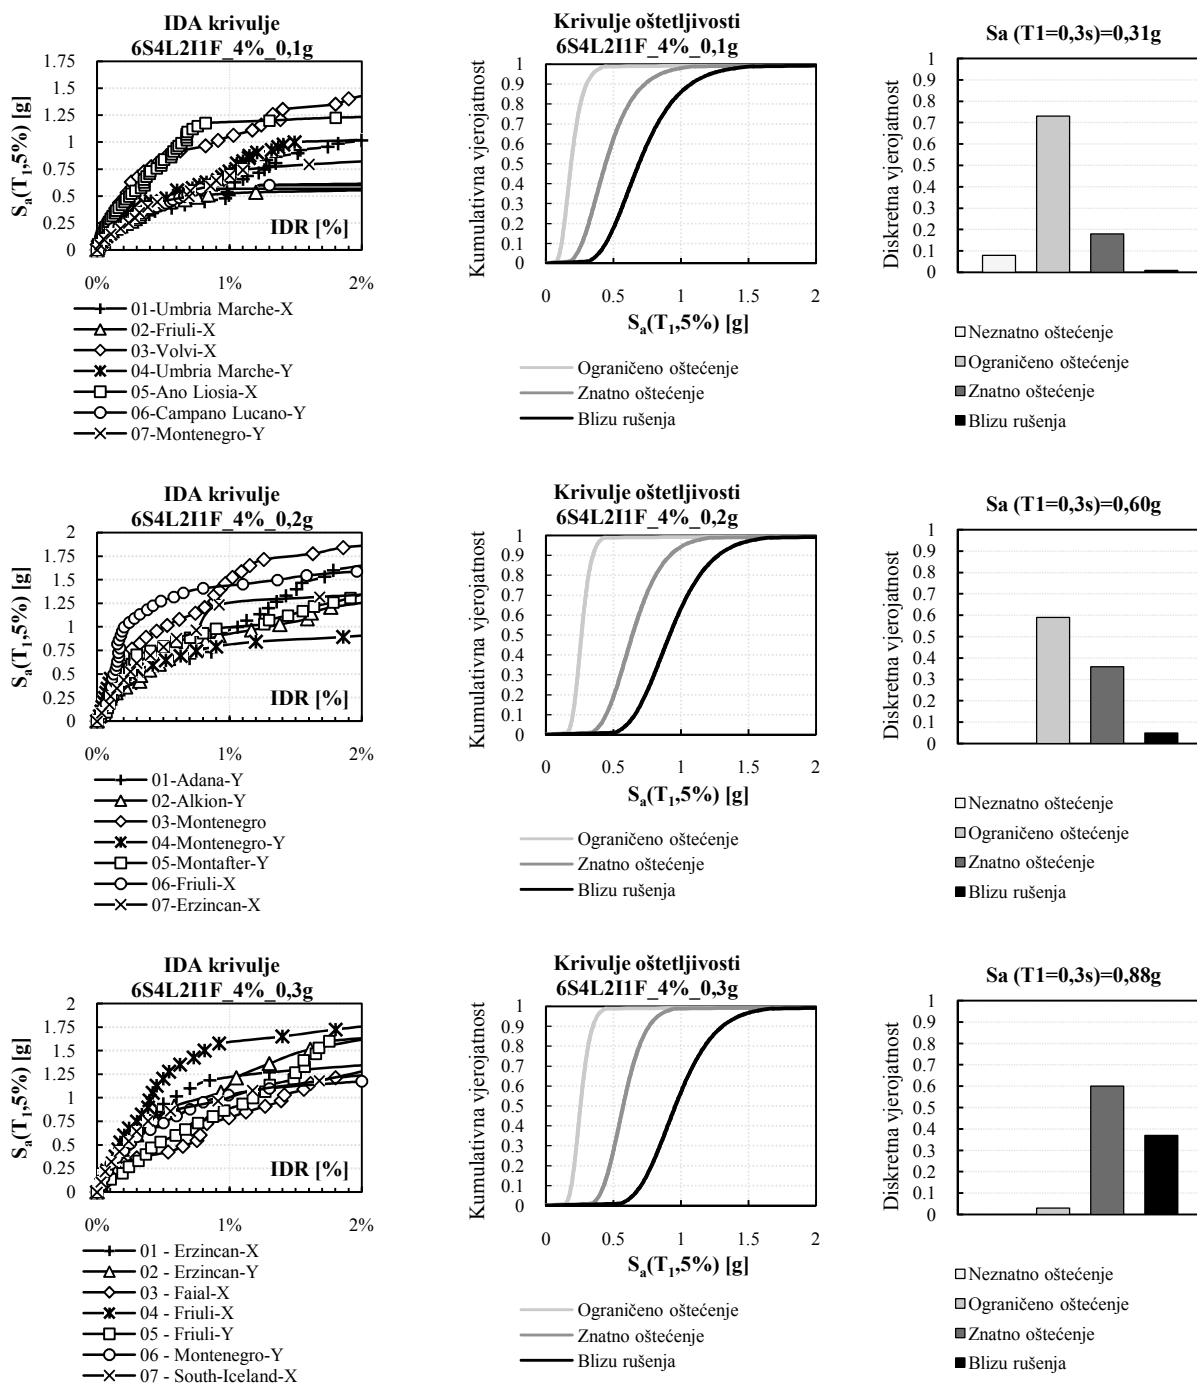 IDA krivulje
6S4L2I1F_4%_0,1g
Sa(T1,5%) [g]
1.75
1.5
1.25
1
0.75
0.5
0.25
0
IDR [%]
0% 1% 2%
01-Umbria Marche-X
02-Friuli-X
03-Volvi-X
04-Umbria Marche-Y
05-Ano Liosia-X
06-Campano Lucano-Y
07-Montenegro-Y
Krivulje oštetljivosti
6S4L2I1F_4%_0,1g
Kumulativna vjerojatnost
1
0.9
0.8
0.7
0.6
0.5
0.4
0.3
0.2
0.1
0
0 0.5 1 1.5 2
Sa(T1,5%) [g]
Ograničeno oštećenje
Znatno oštećenje
Blizu rušenja
Sa (T1=0,3s)=0,31g
Diskretna vjerojatnost
1
0.9
0.8
0.7
0.6
0.5
0.4
0.3
0.2
0.1
0
Neznatno oštećenje
Ograničeno oštećenje
Znatno oštećenje
Blizu rušenja
IDA krivulje
6S4L2I1F_4%_0,2g
Sa(T1,5%) [g]
2
1.75
1.5
1.25
1
0.75
0.5
0.25
0
IDR [%]
0% 1% 2%
01-Adana-Y
02-Alkion-Y
03-Montenegro
04-Montenegro-Y
05-Montafter-Y
06-Friuli-X
07-Erzincan-X
Krivulje oštetljivosti
6S4L2I1F_4%_0,2g
Kumulativna vjerojatnost
1
0.9
0.8
0.7
0.6
0.5
0.4
0.3
0.2
0.1
0
0 0.5 1 1.5 2
Sa(T1,5%) [g]
Ograničeno oštećenje
Znatno oštećenje
Blizu rušenja
Sa (T1=0,3s)=0,60g
Diskretna vjerojatnost
1
0.9
0.8
0.7
0.6
0.5
0.4
0.3
0.2
0.1
0
Neznatno oštećenje
Ograničeno oštećenje
Znatno oštećenje
Blizu rušenja
IDA krivulje
6S4L2I1F_4%_0,3g
Sa(T1,5%) [g]
2
1.75
1.5
1.25
1
0.75
0.5
0.25
0
IDR [%]
0% 1% 2%
01 - Erzincan-X
02 - Erzincan-Y
03 - Faial-X
04 - Friuli-X
05 - Friuli-Y
06 - Montenegro-Y
07 - South-Iceland-X
Krivulje oštetljivosti
6S4L2I1F_4%_0,3g
Kumulativna vjerojatnost
1
0.9
0.8
0.7
0.6
0.5
0.4
0.3
0.2
0.1
0
0 0.5 1 1.5 2
Sa(T1,5%) [g]
Ograničeno oštećenje
Znatno oštećenje
Blizu rušenja
Sa (T1=0,3s)=0,88g
Diskretna vjerojatnost
1
0.9
0.8
0.7
0.6
0.5
0.4
0.3
0.2
0.1
0
Neznatno oštećenje
Ograničeno oštećenje
Znatno oštećenje
Blizu rušenja